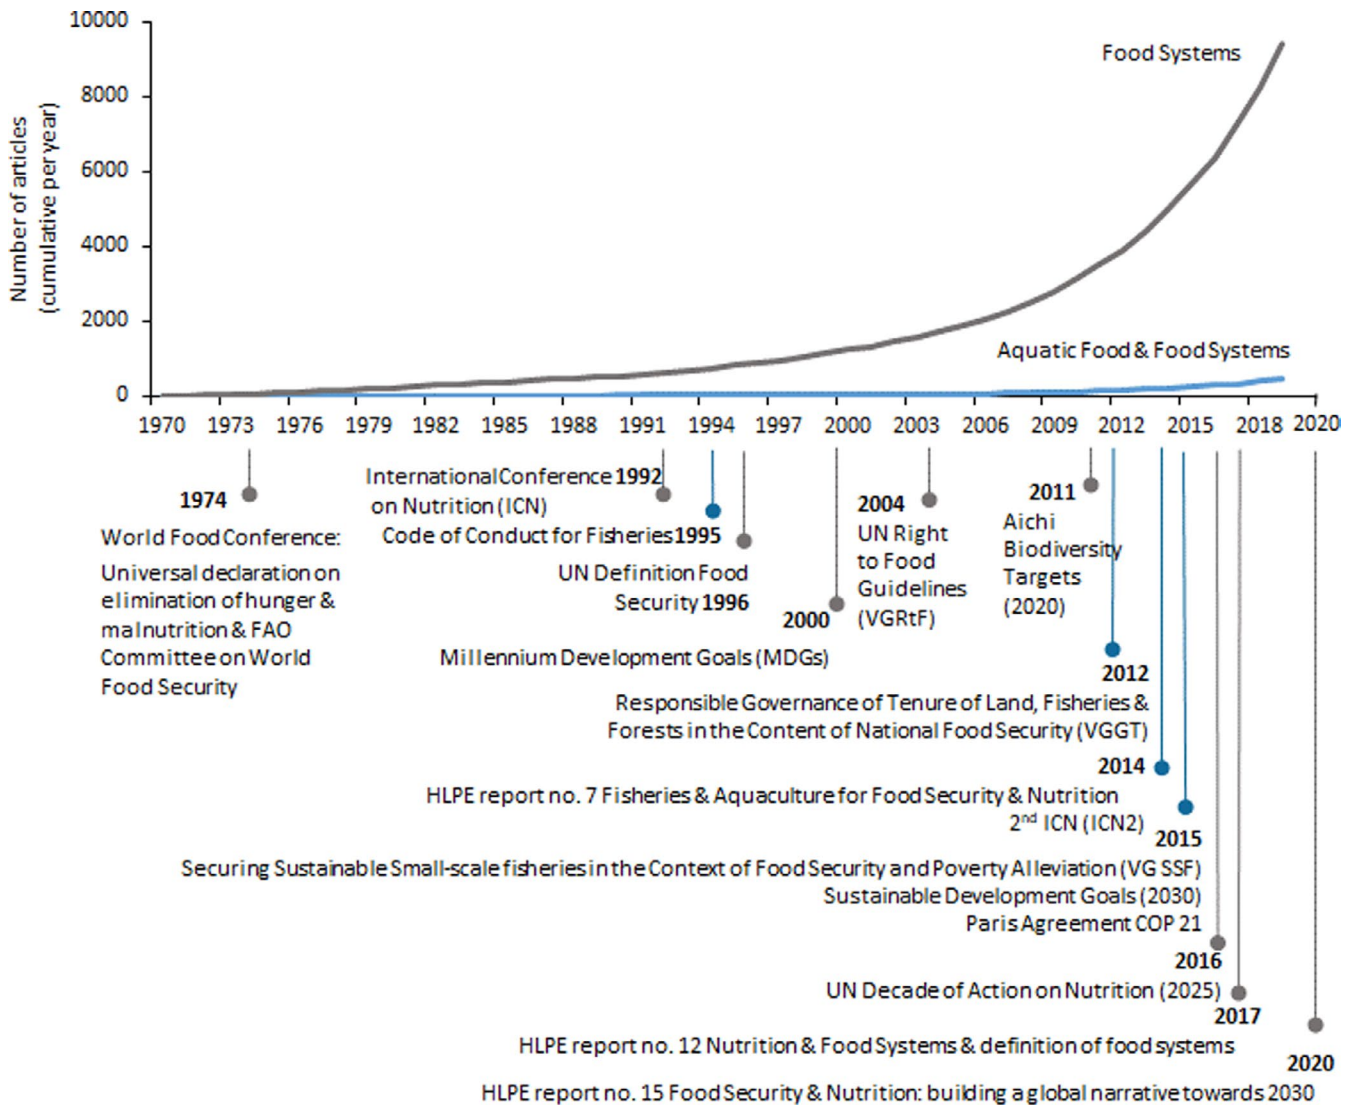 10000
8000
6000
4000
2000
0
Number of articles
(cumulative per year)
Food Systems
Aquatic Food & Food Systems
1970 1973 1976 1979 1982 1985 1988 1991 1994 1997 2000 2003 2006 2009 2012 2015 2018 2020
1974
World Food Conference:
Universal declaration on
elimination of hunger &
malnutrition & FAO
Committee on World
Food Security
International Conference 1992
on Nutrition (ICN)
Code of Conduct for Fisheries 1995
UN Definition Food
Security 1996
2000
Millennium Development Goals (MDGs)
2004
UN Right
to Food
Guidelines
(VGRtF)
2011
Aichi
Biodiversity
Targets
(2020)
2012
Responsible Governance of Tenure of Land, Fisheries &
Forests in the Content of National Food Security (VGGT)
2014
HLPE report no. 7 Fisheries & Aquaculture for Food Security & Nutrition
2nd ICN (ICN2)
2015
Securing Sustainable Small-scale fisheries in the Context of Food Security and Poverty Alleviation (VG SSF)
Sustainable Development Goals (2030)
Paris Agreement COP 21
2016
UN Decade of Action on Nutrition (2025)
2017
HLPE report no. 12 Nutrition & Food Systems & definition of food systems
2020
HLPE report no. 15 Food Security & Nutrition: building a global narrative towards 2030